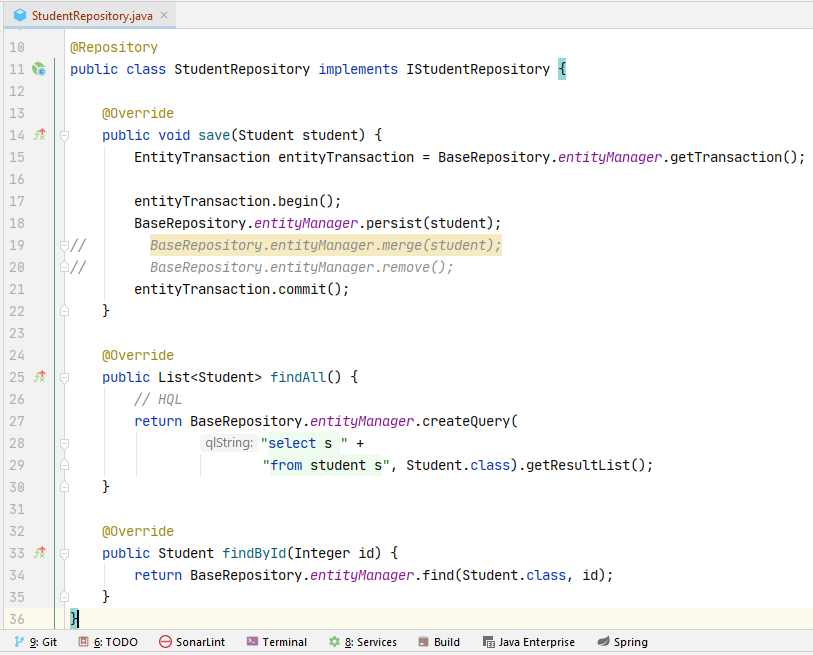 StudentRepository.java
10 @Repository
11 public class StudentRepository implements IStudentRepository {
12
13     @Override
14     public void save(Student student) {
15         EntityTransaction entityTransaction = BaseRepository.entityManager.getTransaction();
16
17         entityTransaction.begin();
18         BaseRepository.entityManager.persist(student);
19 //        BaseRepository.entityManager.merge(student);
20 //        BaseRepository.entityManager.remove();
21         entityTransaction.commit();
22     }
23
24     @Override
25     public List<Student> findAll() {
26         // HQL
27         return BaseRepository.entityManager.createQuery(
28                 qlString: "select s " +
29                         "from student s", Student.class).getResultList();
30     }
31
32     @Override
33     public Student findById(Integer id) {
34         return BaseRepository.entityManager.find(Student.class, id);
35     }
36 }
9: Git 6: TODO SonarLint Terminal 8: Services Build Java Enterprise Spring